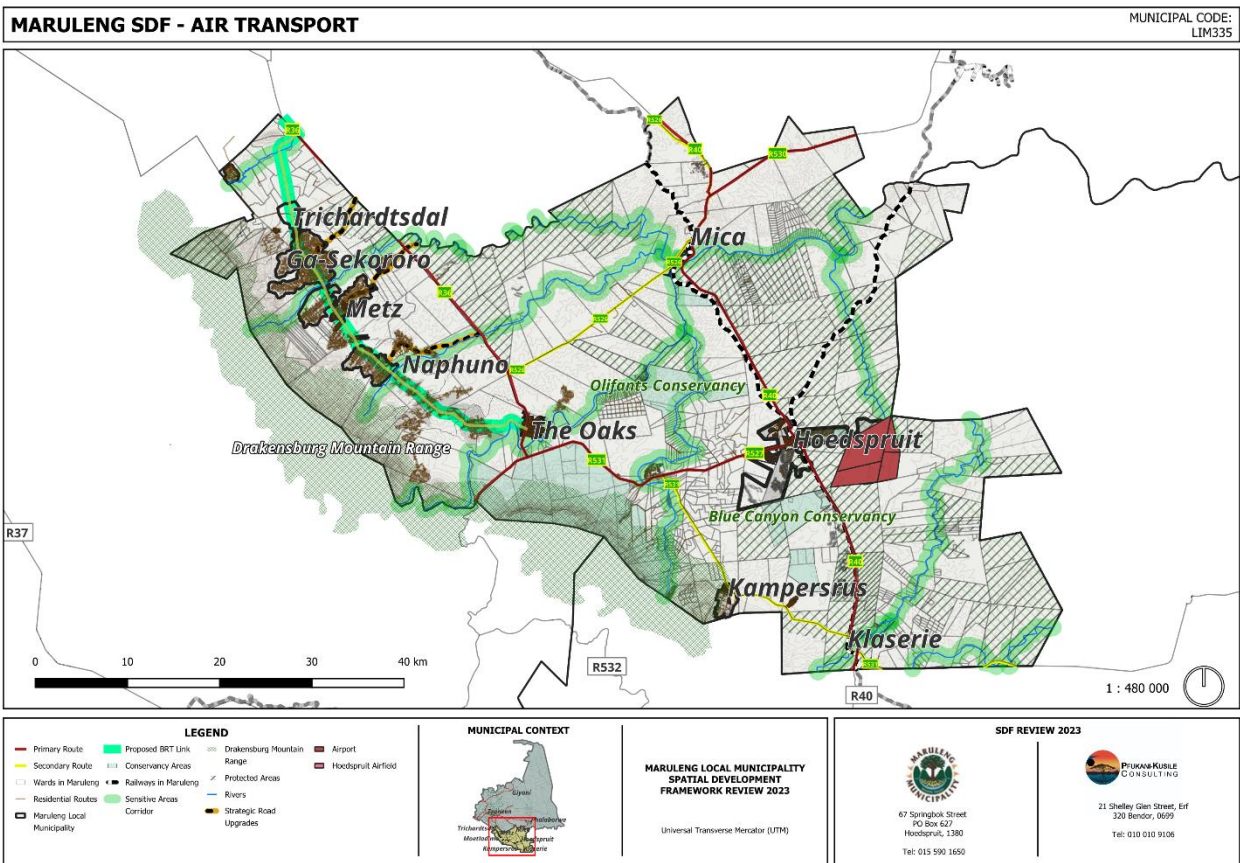 MARULENG SDF - AIR TRANSPORT
MUNICIPAL CODE:
LIM335
R36
R526
R40
R530
Trichardtsdal
Ga-Sekororo
Mica
Metz
R36
Naphuno
Olifants Conservancy
R40
The Oaks
Hoedspruit
Drakensburg Mountain Range
R531
R527
R37
Blue Canyon Conservancy
R40
Kampersrus
Klaserie
0 10 20 30 40 km
R532
R40
1 : 480 000
LEGEND
Primary Route
Secondary Route
Wards in Maruleng
Residential Routes
Maruleng Local
Municipality
Proposed BRT Link
Conservancy Areas
Railways in Maruleng
Sensitive Areas
Corridor
Drakensburg Mountain
Range
Protected Areas
Rivers
Strategic Road
Upgrades
Airport
Hoedspruit Airfield
MUNICIPAL CONTEXT
Giyani
MARULENG LOCAL MUNICIPALITY
SPATIAL DEVELOPMENT
FRAMEWORK REVIEW 2023
Universal Transverse Mercator (UTM)
SDF REVIEW 2023
MARULENG
MUNICIPALITY
67 Springbok Street
PO Box 627
Hoedspruit, 1380
Tel: 015 590 1650
PFUKANI-KUSILE
CONSULTING
21 Shelley Glen Street, Erf
320 Bendor, 0699
Tel: 010 010 9106